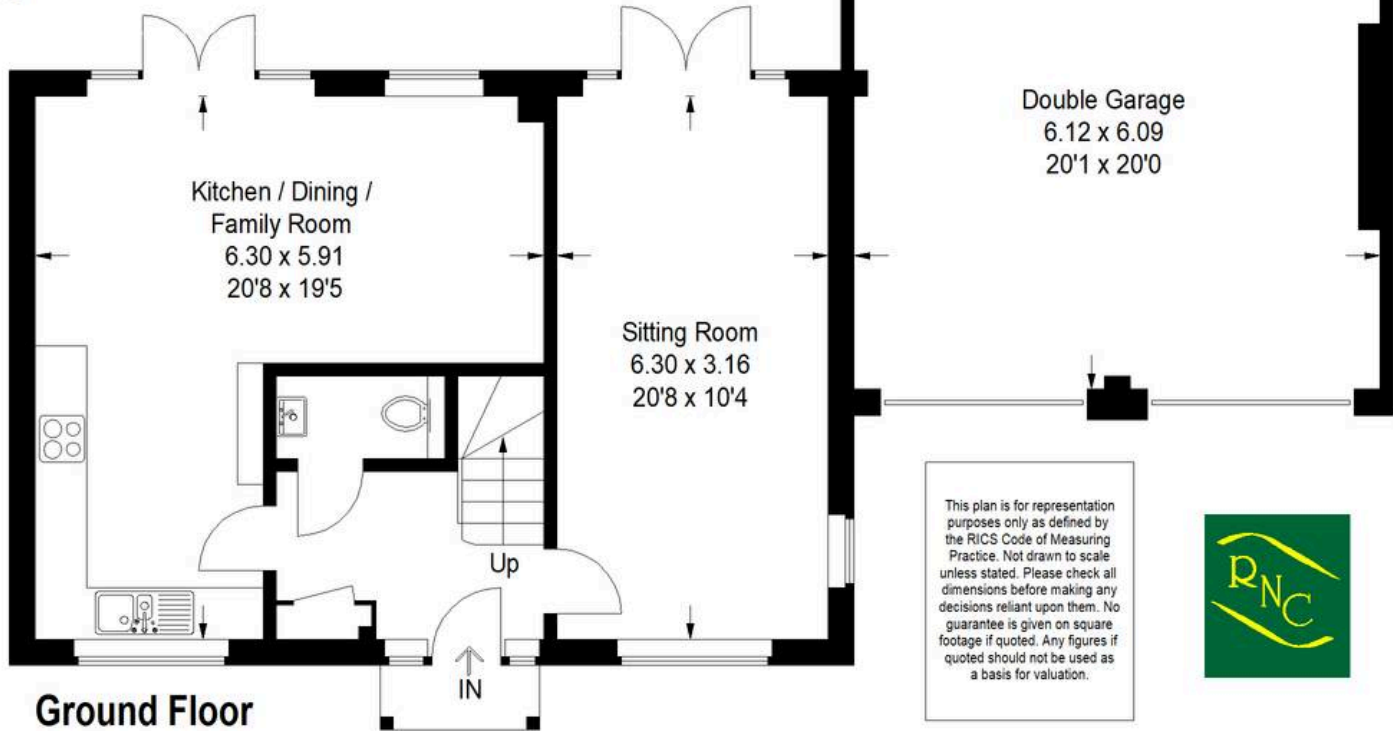 Kitchen / Dining /
Family Room
6.30 x 5.91
20'8 x 19'5
Sitting Room
6.30 x 3.16
20'8 x 10'4
Double Garage
6.12 x 6.09
20'1 x 20'0
Up
IN
Ground Floor
This plan is for representation
purposes only as defined by
the RICS Code of Measuring
Practice. Not drawn to scale
unless stated. Please check all
dimensions before making any
decisions reliant upon them. No
guarantee is given on square
footage if quoted. Any figures if
quoted should not be used as
a basis for valuation.
RNC